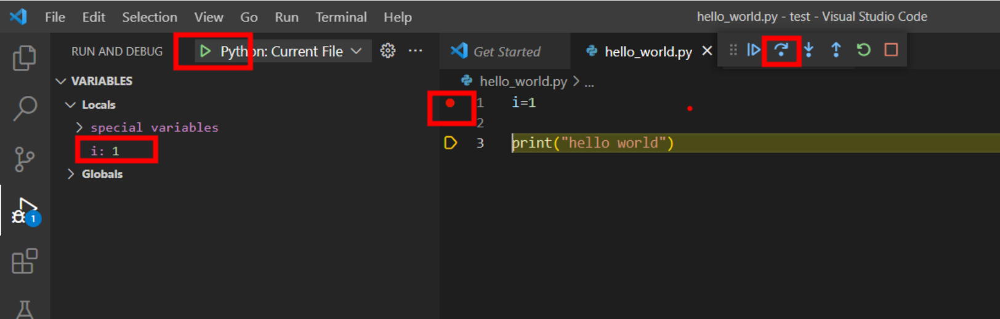 File Edit Selection View Go Run Terminal Help hello_world.py - test - Visual Studio Code
RUN AND DEBUG Python: Current File ...
Get Started hello_world.py
VARIABLES
hello_world.py > ...
Locals
1 i=1
special variables
2
i: 1
3 print("hello world")
Globals
1